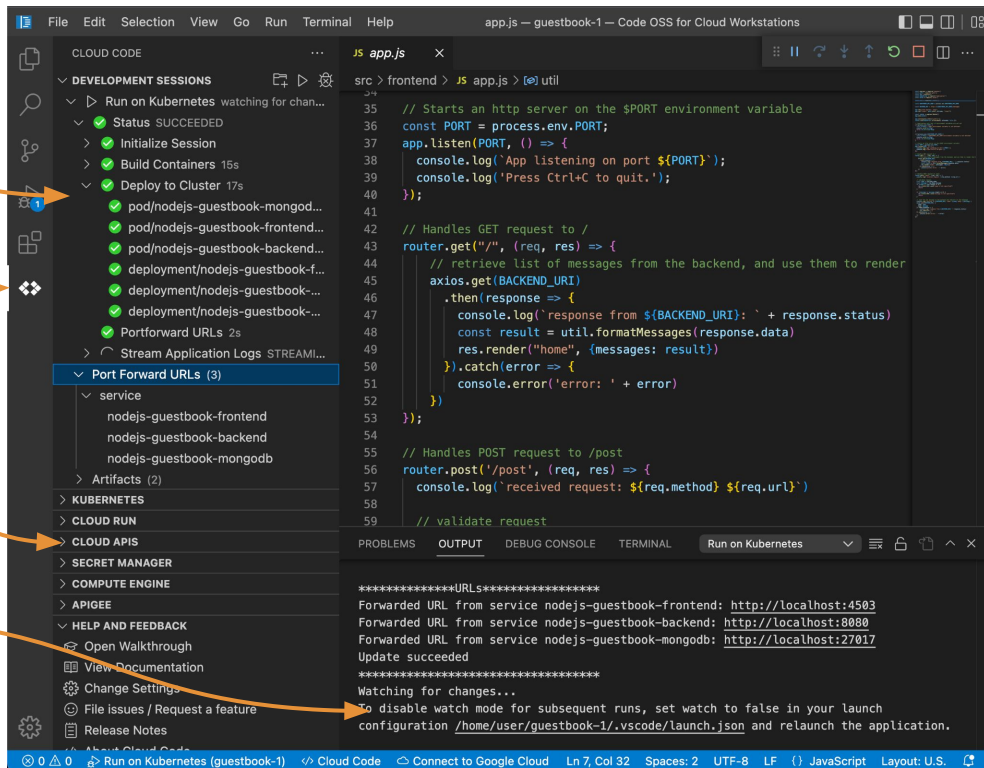 File Edit Selection View Go Run Terminal Help app.js — guestbook-1 — Code OSS for Cloud Workstations
CLOUD CODE ...
DEVELOPMENT SESSIONS
Run on Kubernetes watching for chan...
Status SUCCEEDED
Initialize Session
Build Containers 15s
Deploy to Cluster 17s
pod/nodejs-guestbook-mongod...
pod/nodejs-guestbook-frontend...
pod/nodejs-guestbook-backend...
deployment/nodejs-guestbook-f...
deployment/nodejs-guestbook-...
deployment/nodejs-guestbook-...
Portforward URLs 2s
Stream Application Logs STREAMI...
Port Forward URLs (3)
service
nodejs-guestbook-frontend
nodejs-guestbook-backend
nodejs-guestbook-mongodb
Artifacts (2)
KUBERNETES
CLOUD RUN
CLOUD APIS
SECRET MANAGER
COMPUTE ENGINE
APIGEE
HELP AND FEEDBACK
Open Walkthrough
View Documentation
Change Settings
File issues / Request a feature
Release Notes
About Cloud Code
1
JS app.js ×
src > frontend > JS app.js > util
34
35 // Starts an http server on the $PORT environment variable
36 const PORT = process.env.PORT;
37 app.listen(PORT, () => {
38 console.log(`App listening on port ${PORT}`);
39 console.log('Press Ctrl+C to quit.');
40 });
41
42 // Handles GET request to /
43 router.get("/", (req, res) => {
44 // retrieve list of messages from the backend, and use them to render
45 axios.get(BACKEND_URI)
46 .then(response => {
47 console.log(`response from ${BACKEND_URI}: ` + response.status)
48 const result = util.formatMessages(response.data)
49 res.render("home", {messages: result})
50 }).catch(error => {
51 console.error('error: ' + error)
52 })
53 });
54
55 // Handles POST request to /post
56 router.post('/post', (req, res) => {
57 console.log(`received request: ${req.method} ${req.url}`)
58
59 // validate request
PROBLEMS OUTPUT DEBUG CONSOLE TERMINAL Run on Kubernetes
**************URLs*****************
Forwarded URL from service nodejs-guestbook-frontend: http://localhost:4503
Forwarded URL from service nodejs-guestbook-backend: http://localhost:8080
Forwarded URL from service nodejs-guestbook-mongodb: http://localhost:27017
Update succeeded
***********************************
Watching for changes...
To disable watch mode for subsequent runs, set watch to false in your launch
configuration /home/user/guestbook-1/.vscode/launch.json and relaunch the application.
0 0 Run on Kubernetes (guestbook-1) Cloud Code Connect to Google Cloud Ln 7, Col 32 Spaces: 2 UTF-8 LF {} JavaScript Layout: U.S.